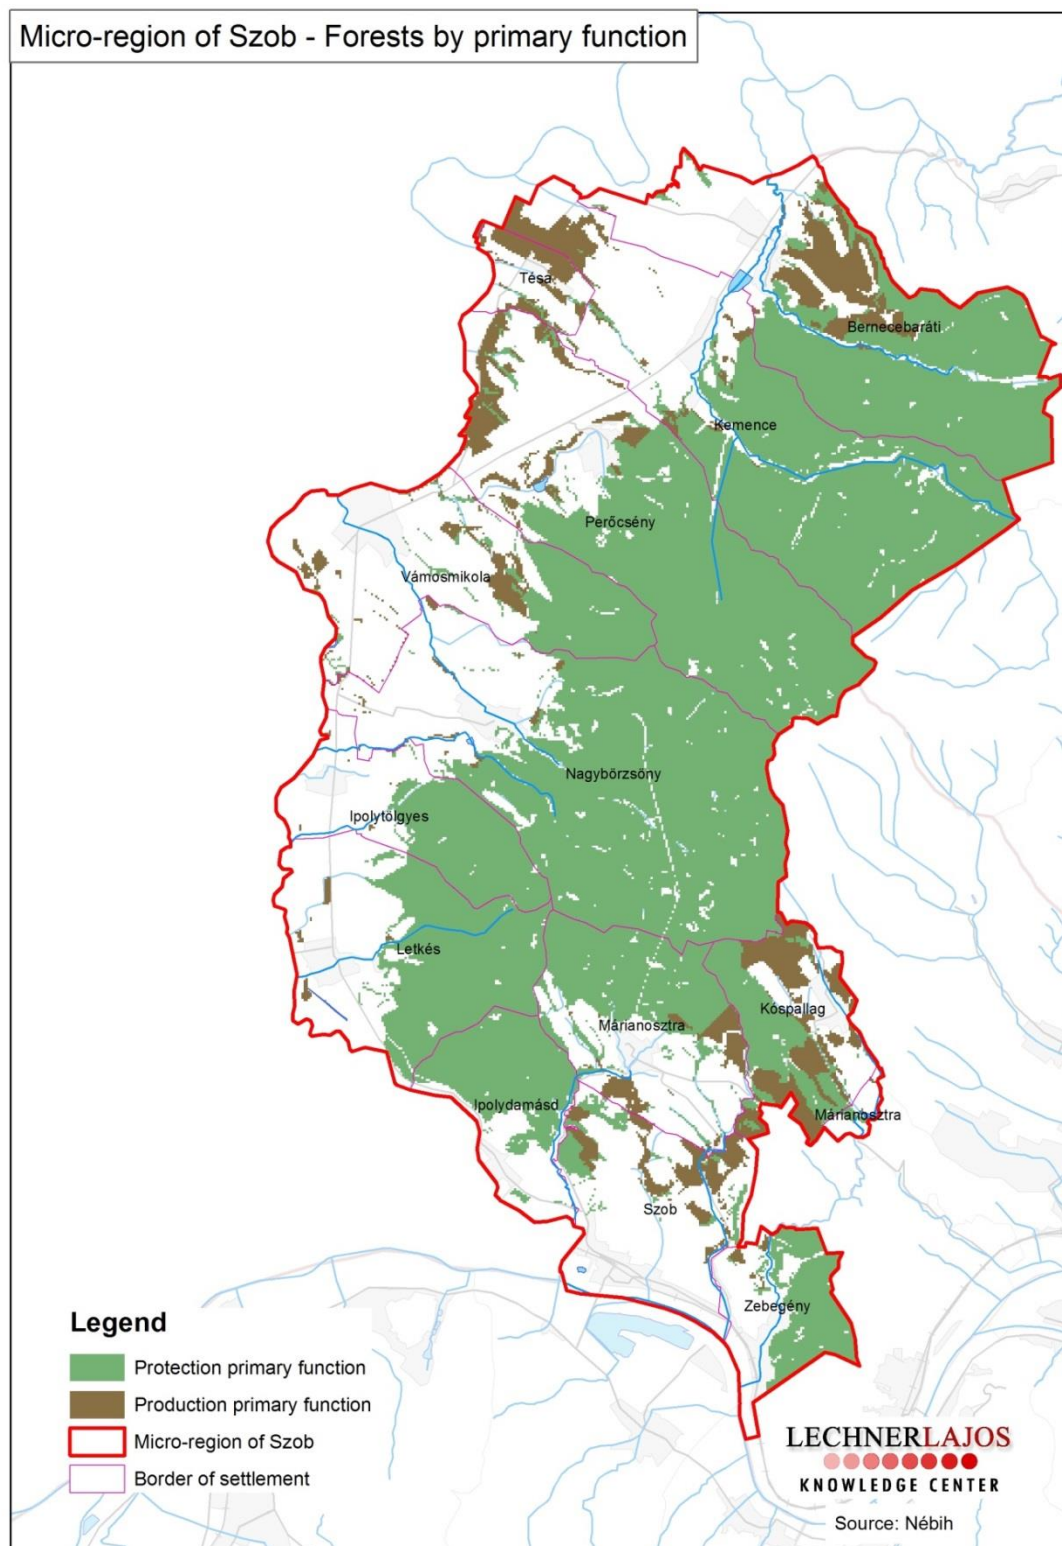 Micro-region of Szob - Forests by primary function
Tésa
Bernecebaráti
Kemence
Perőcsény
Vámosmikola
Nagybörzsöny
Ipolytölgyes
Letkés
Kóspallag
Márianosztra
Ipolydamásd
Márianosztra
Szob
Zebegény
Legend
Protection primary function
Production primary function
Micro-region of Szob
Border of settlement
LECHNERLAJOS
KNOWLEDGE CENTER
Source: Nébih